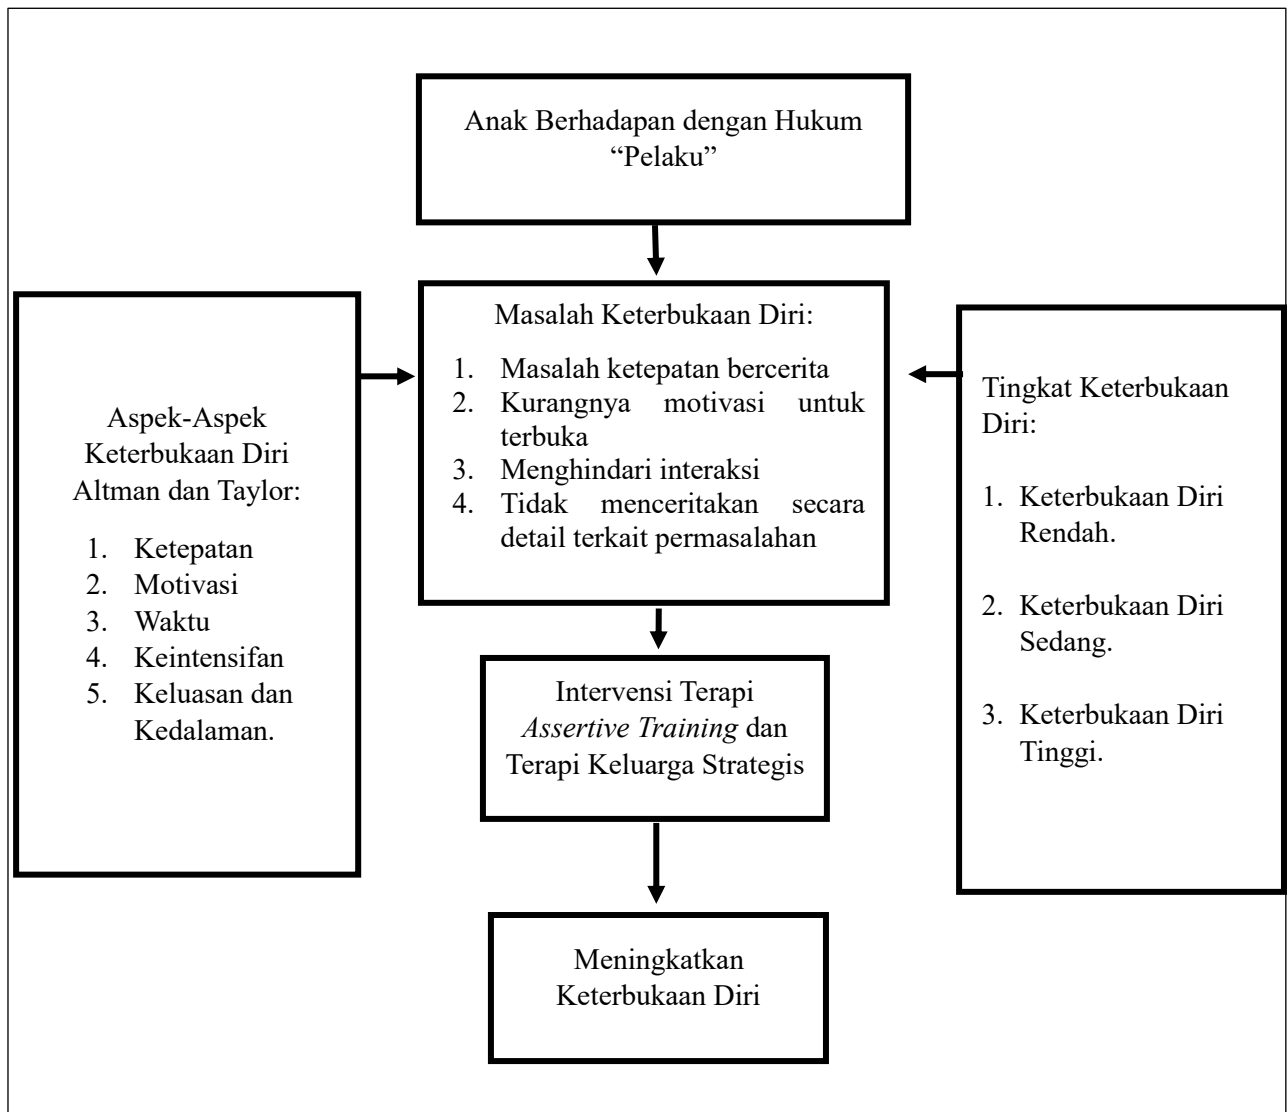 Anak Berhadapan dengan Hukum
“Pelaku”
Masalah Keterbukaan Diri:
1. Masalah ketepatan bercerita
2. Kurangnya motivasi untuk
terbuka
3. Menghindari interaksi
4. Tidak menceritakan secara
detail terkait permasalahan
Aspek-Aspek
Keterbukaan Diri
Altman dan Taylor:
1. Ketepatan
2. Motivasi
3. Waktu
4. Keintensifan
5. Keluasan dan
Kedalaman.
Tingkat Keterbukaan
Diri:
1. Keterbukaan Diri
Rendah.
2. Keterbukaan Diri
Sedang.
3. Keterbukaan Diri
Tinggi.
Intervensi Terapi
Assertive Training dan
Terapi Keluarga Strategis
Meningkatkan
Keterbukaan Diri